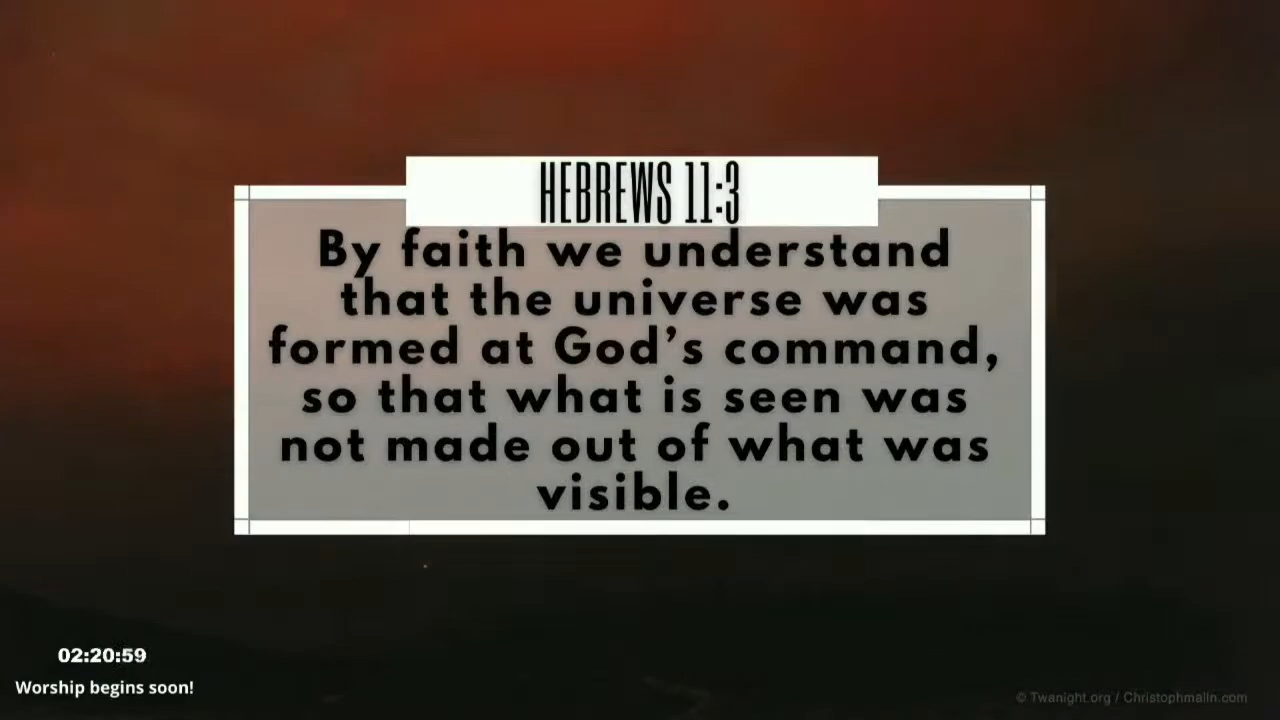 HEBREWS 11:3
By faith we understand
that the universe was
formed at God’s command,
so that what is seen was
not made out of what was
visible.
02:20:59
Worship begins soon!
© Twanight.org / Christophmalin.com